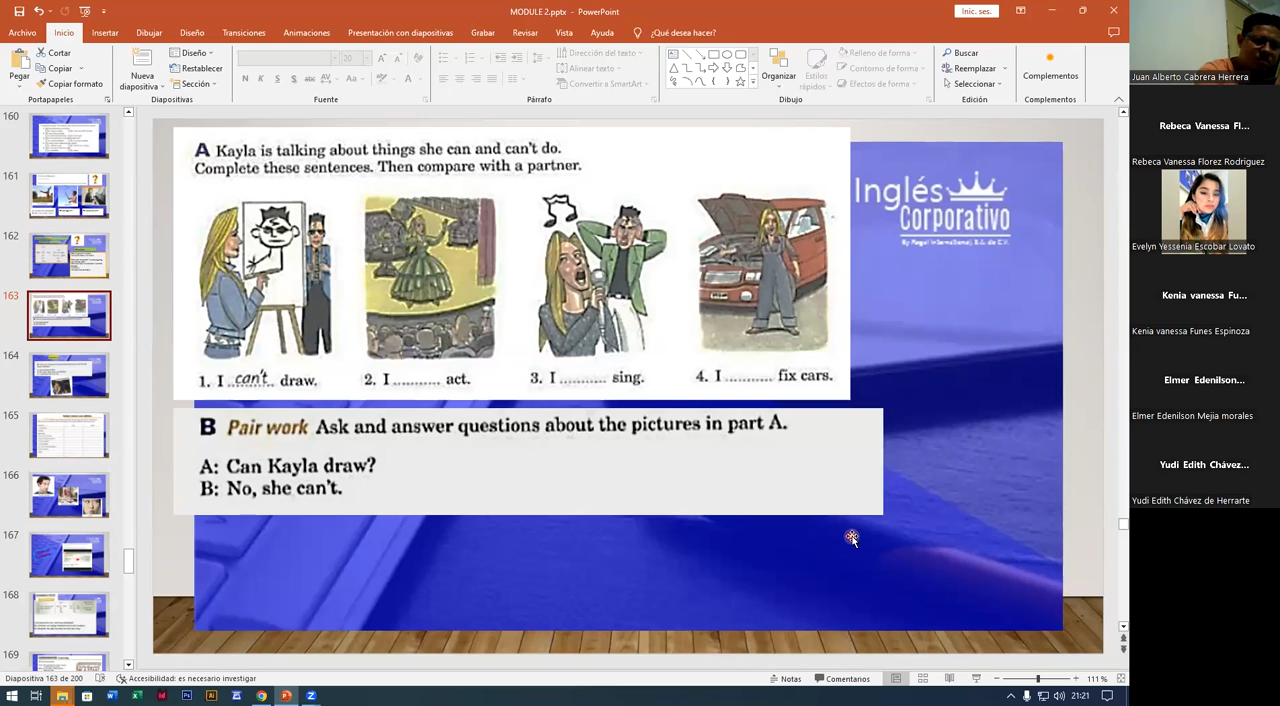 MODULE 2.pptx - PowerPoint
Inic. ses.
Archivo Inicio Insertar Dibujar Diseño Transiciones Animaciones Presentación con diapositivas Grabar Revisar Vista Ayuda ¿Qué desea hacer?
Pegar
Cortar
Copiar
Copiar formato
Portapapeles
Nueva
diapositiva
Diseño
Restablecer
Sección
Diapositivas
N K S S abc AV Aa A
Fuente
Dirección del texto
Alinear texto
Convertir a SmartArt
Párrafo
Organizar
Estilos
rápidos
Relleno de forma
Contorno de forma
Efectos de forma
Dibujo
Buscar
Reemplazar
Seleccionar
Edición
Complementos
Complementos
160
161
162
163
164
165
166
167
168
169
A Kayla is talking about things she can and can't do.
Complete these sentences. Then compare with a partner.
1. I ..can't.. draw.
2. I ........... act.
3. I ........... sing.
4. I ........... fix cars.
B Pair work Ask and answer questions about the pictures in part A.
A: Can Kayla draw?
B: No, she can't.
Inglés
Corporativo
By Regal International, S.A. de C.V.
Juan Alberto Cabrera Herrera
Rebeca Vanessa Fl...
Rebeca Vanessa Florez Rodriguez
Evelyn Yessenia Escobar Lovato
Kenia vanessa Fu...
Kenia vanessa Funes Espinoza
Elmer Edenilson...
Elmer Edenilson Mejia morales
Yudi Edith Chávez...
Yudi Edith Chávez de Herrarte
Diapositiva 163 de 200
Accesibilidad: es necesario investigar
Notas
Comentarios
111 %
21:21